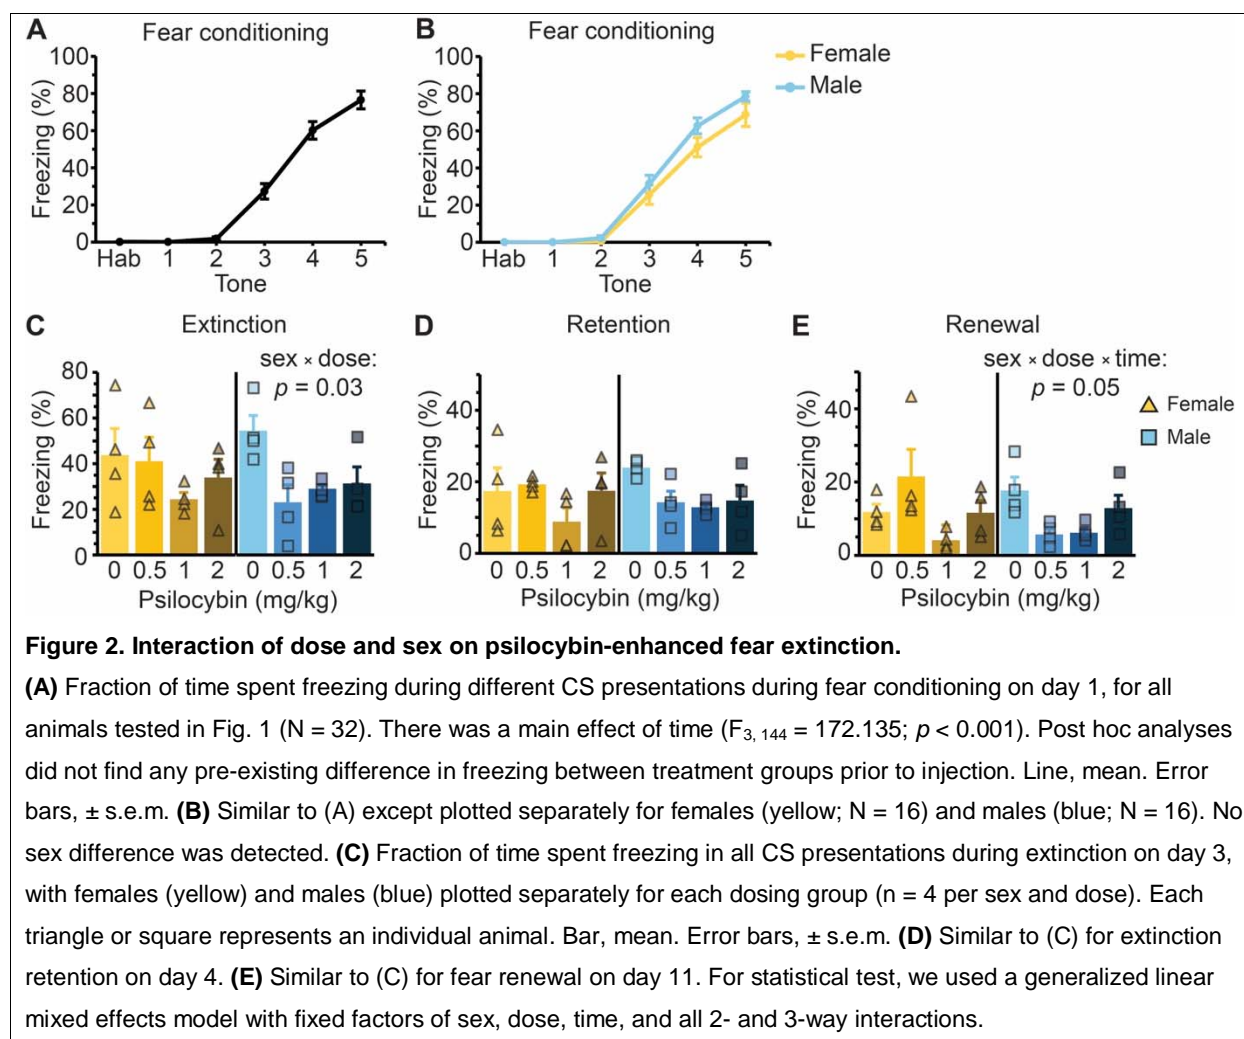 A Fear conditioning
100
80
60
40
20
0
Freezing (%)
Hab 1 2 3 4 5
Tone
B Fear conditioning
100
80
60
40
20
0
Freezing (%)
Hab 1 2 3 4 5
Tone
Female
Male
C Extinction
80
60
40
20
0
Freezing (%)
sex × dose:
p = 0.03
0 0.5 1 2 0 0.5 1 2
Psilocybin (mg/kg)
D Retention
40
20
0
Freezing (%)
0 0.5 1 2 0 0.5 1 2
Psilocybin (mg/kg)
E Renewal
40
20
0
Freezing (%)
sex × dose × time:
p = 0.05
0 0.5 1 2 0 0.5 1 2
Psilocybin (mg/kg)
Female
Male
Figure 2. Interaction of dose and sex on psilocybin-enhanced fear extinction.
(A) Fraction of time spent freezing during different CS presentations during fear conditioning on day 1, for all
animals tested in Fig. 1 (N = 32). There was a main effect of time (F3, 144 = 172.135; p < 0.001). Post hoc analyses
did not find any pre-existing difference in freezing between treatment groups prior to injection. Line, mean. Error
bars, ± s.e.m. (B) Similar to (A) except plotted separately for females (yellow; N = 16) and males (blue; N = 16). No
sex difference was detected. (C) Fraction of time spent freezing in all CS presentations during extinction on day 3,
with females (yellow) and males (blue) plotted separately for each dosing group (n = 4 per sex and dose). Each
triangle or square represents an individual animal. Bar, mean. Error bars, ± s.e.m. (D) Similar to (C) for extinction
retention on day 4. (E) Similar to (C) for fear renewal on day 11. For statistical test, we used a generalized linear
mixed effects model with fixed factors of sex, dose, time, and all 2- and 3-way interactions.